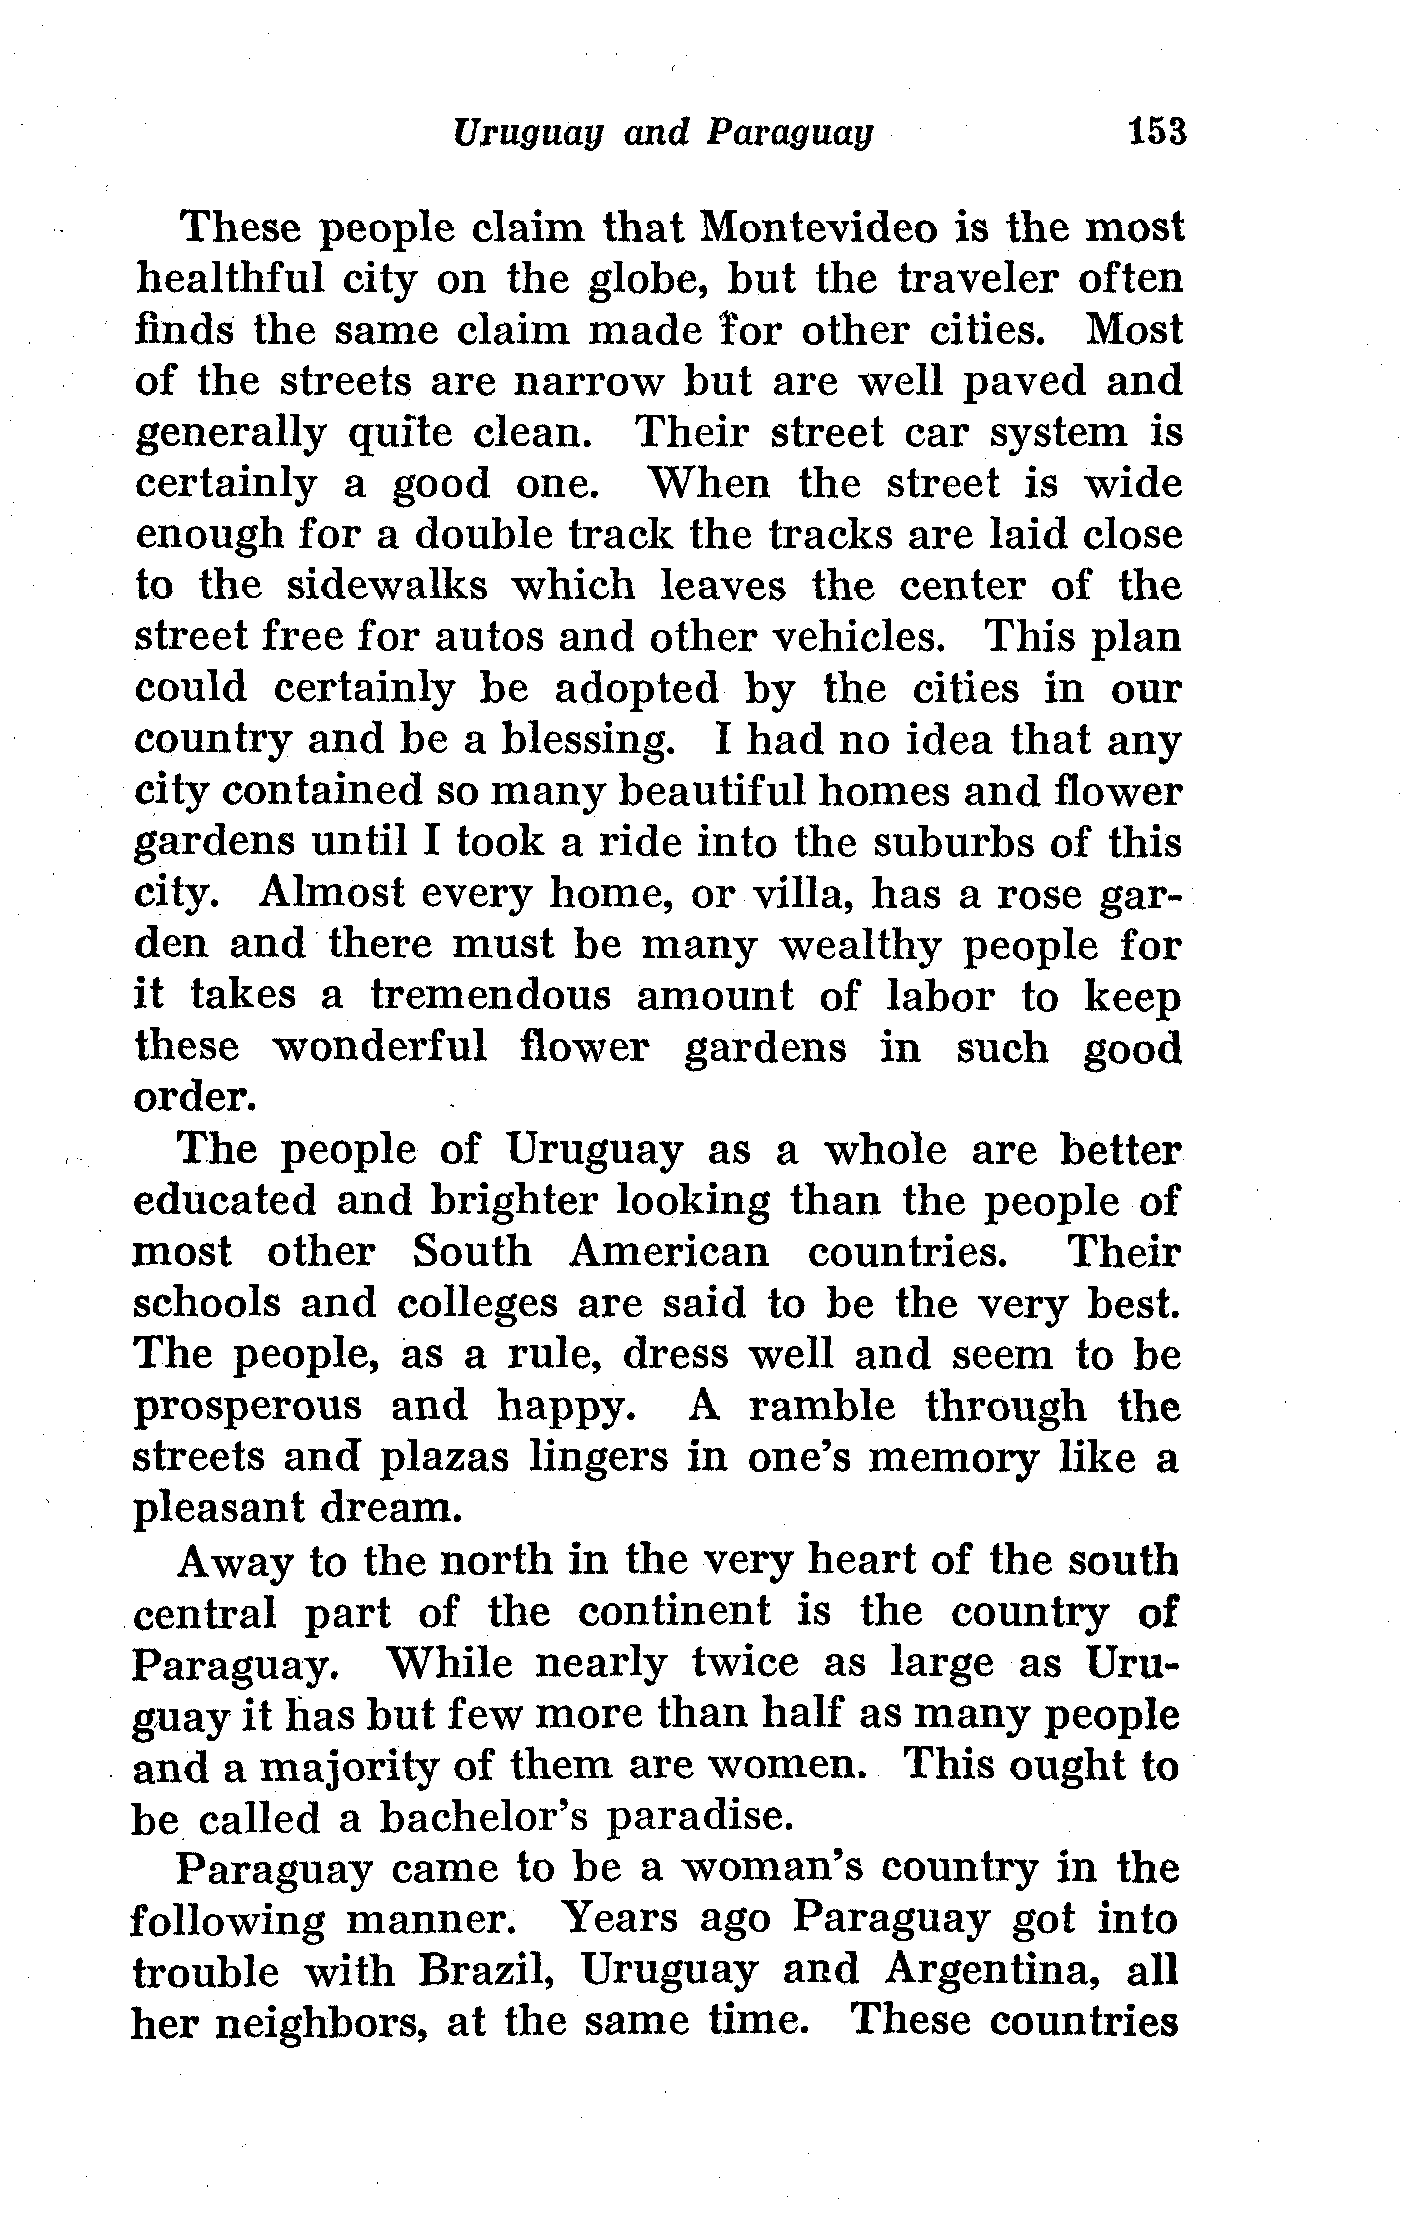 Uruguay and Paraguay 153
These people claim that Montevideo is the most
healthful city on the globe, but the traveler often
finds the same claim made for other cities. Most
of the streets are narrow but are well paved and
generally quite clean. Their street car system is
certainly a good one. When the street is wide
enough for a double track the tracks are laid close
to the sidewalks which leaves the center of the
street free for autos and other vehicles. This plan
could certainly be adopted by the cities in our
country and be a blessing. I had no idea that any
city contained so many beautiful homes and flower
gardens until I took a ride into the suburbs of this
city. Almost every home, or villa, has a rose gar-
den and there must be many wealthy people for
it takes a tremendous amount of labor to keep
these wonderful flower gardens in such good
order.
The people of Uruguay as a whole are better
educated and brighter looking than the people of
most other South American countries. Their
schools and colleges are said to be the very best.
The people, as a rule, dress well and seem to be
prosperous and happy. A ramble through the
streets and plazas lingers in one's memory like a
pleasant dream.
Away to the north in the very heart of the south
central part of the continent is the country of
Paraguay. While nearly twice as large as Uru-
guay it has but few more than half as many people
and a majority of them are women. This ought to
be called a bachelor's paradise.
Paraguay came to be a woman's country in the
following manner. Years ago Paraguay got into
trouble with Brazil, Uruguay and Argentina, all
her neighbors, at the same time. These countries